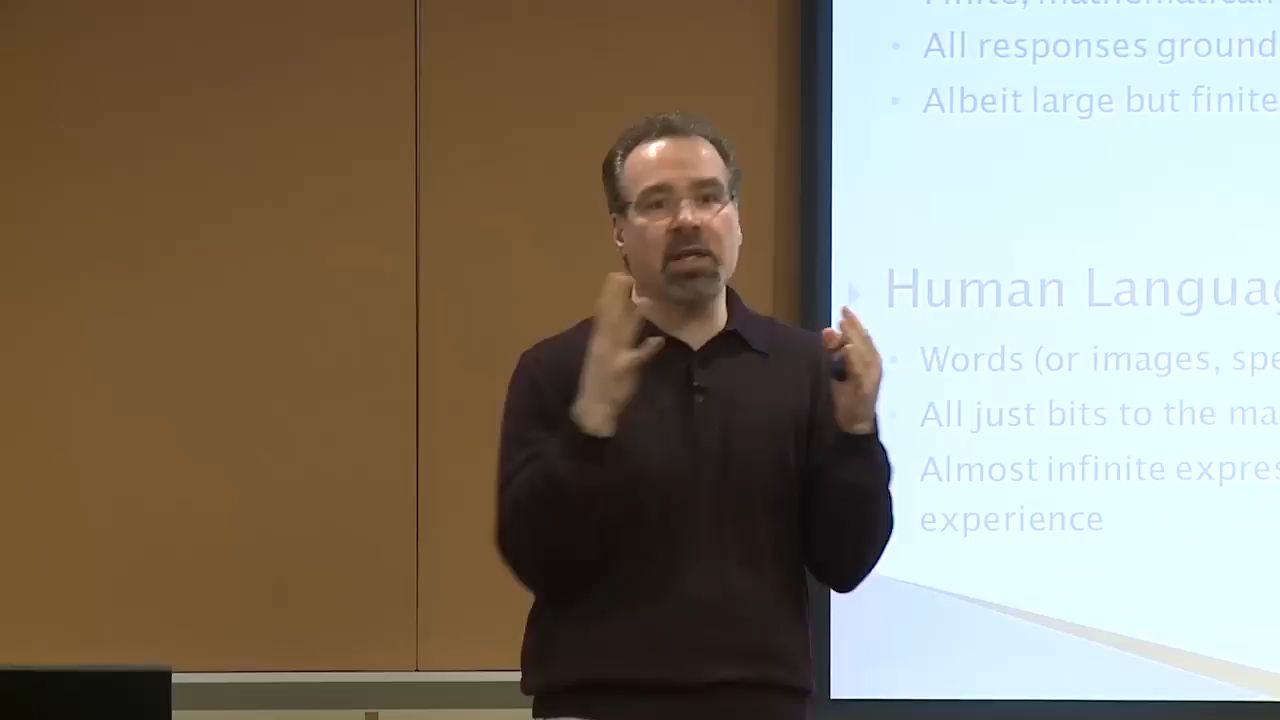 All responses ground
Albeit large but finite
Human Langua
Words (or images, spe
All just bits to the ma
Almost infinite expres
experience